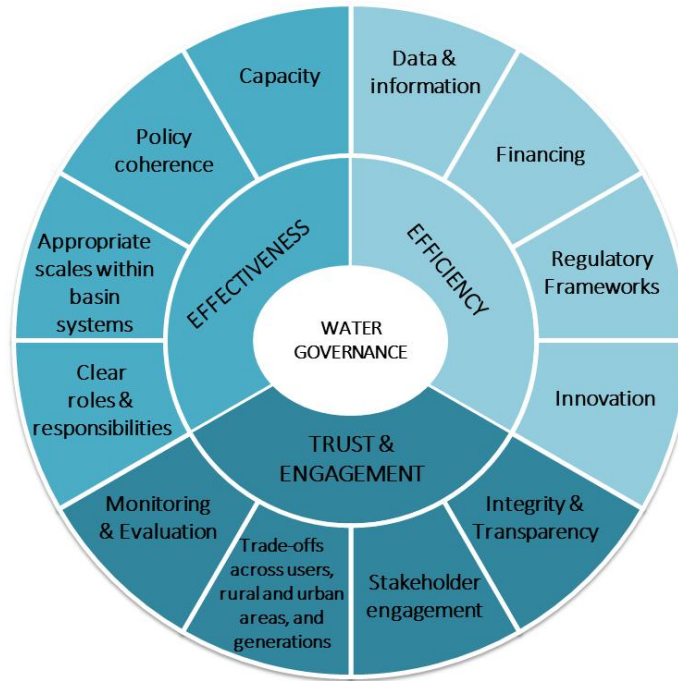 Capacity
Data &
information
Policy
coherence
Financing
Appropriate
scales within
basin
systems
EFFECTIVENESS
EFFICIENCY
Regulatory
Frameworks
WATER
GOVERNANCE
Clear
roles &
responsibilities
Innovation
TRUST &
ENGAGEMENT
Monitoring
& Evaluation
Integrity &
Transparency
Trade-offs
across users,
rural and urban
areas, and
generations
Stakeholder
engagement